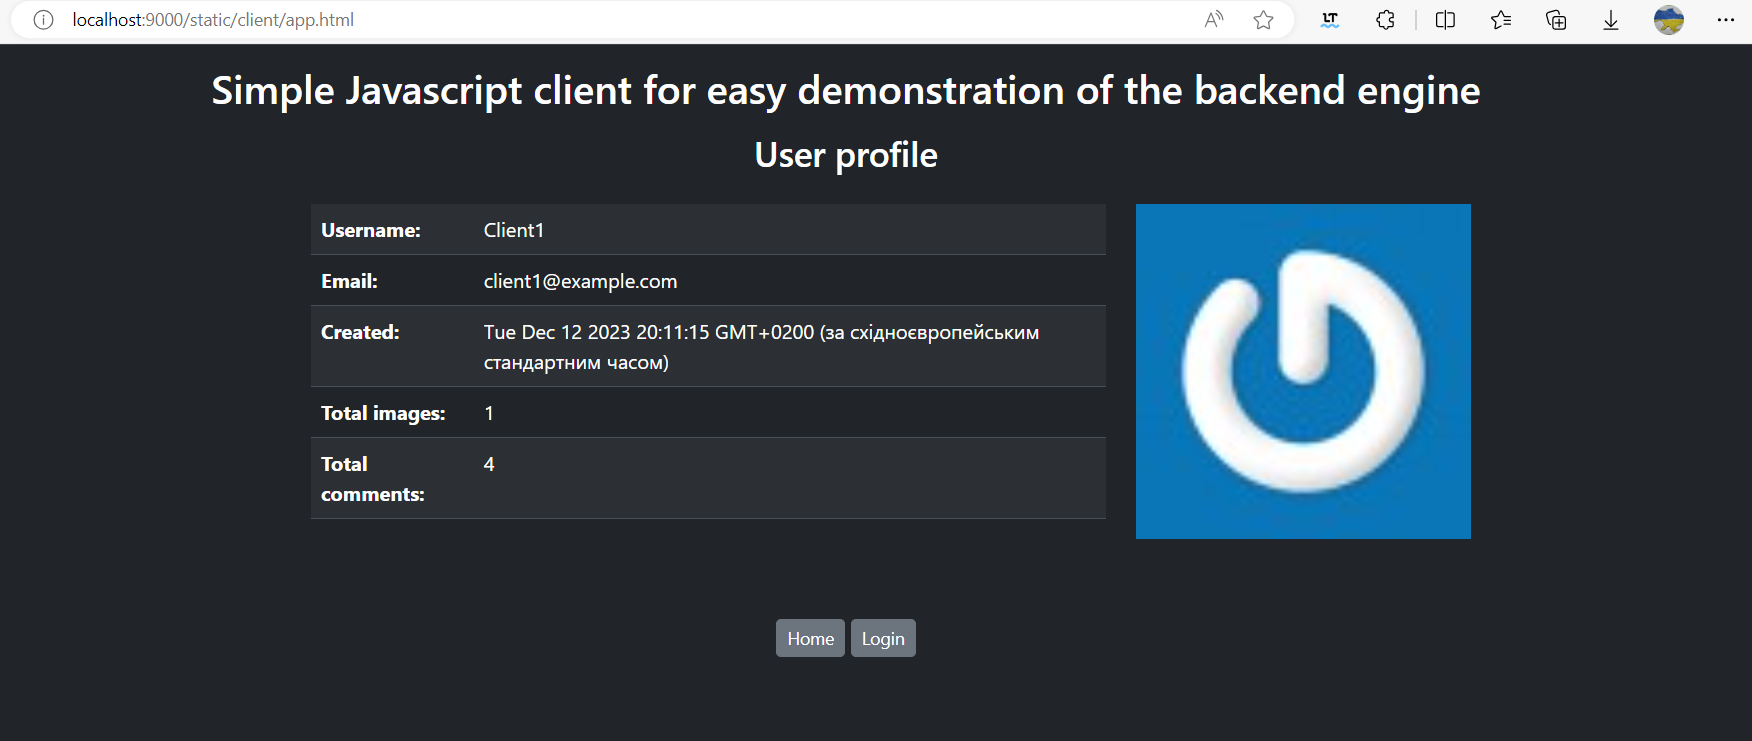 localhost:9000/static/client/app.html
Simple Javascript client for easy demonstration of the backend engine
User profile
Username: Client1
Email: client1@example.com
Created: Tue Dec 12 2023 20:11:15 GMT+0200 (за східноєвропейським
стандартним часом)
Total images: 1
Total 4
comments:
Home Login